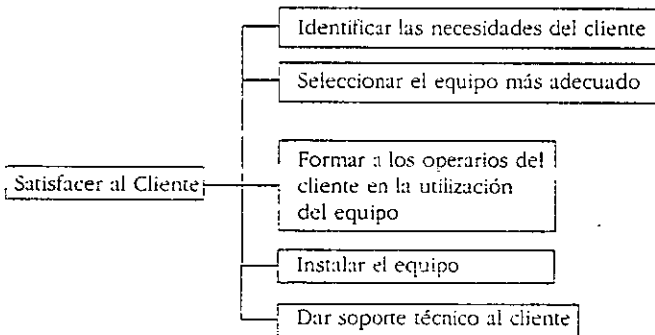 Identificar las necesidades del cliente
Seleccionar el equipo más adecuado
Satisfacer al Cliente
Formar a los operarios del
cliente en la utilización
del equipo
Instalar el equipo
Dar soporte técnico al cliente